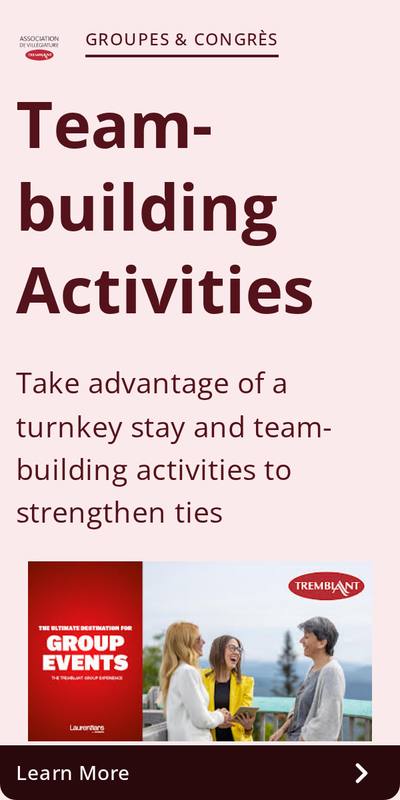 ASSOCIATION
DE VILLÉGIATURE
TREMBLANT
GROUPES & CONGRÈS
Team-
building
Activities
Take advantage of a
turnkey stay and team-
building activities to
strengthen ties
TREMBLANT
THE ULTIMATE DESTINATION FOR
GROUP
EVENTS
THE TREMBLANT GROUP EXPERIENCE
Laurentians
Learn More